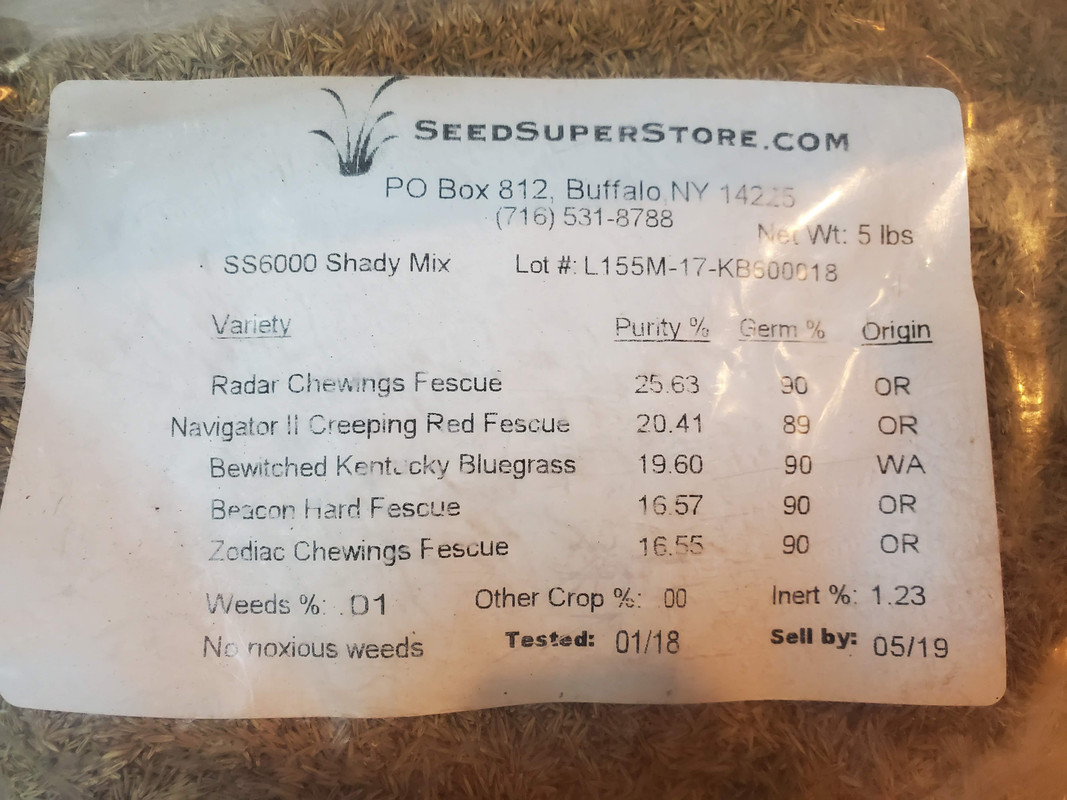 SEEDSUPERSTORE.COM
PO Box 812, Buffalo, NY 14225
(716) 531-8788
Net Wt: 5 lbs
SS6000 Shady Mix Lot #: L155M-17-KB600018
Variety Purity % Germ % Origin
Radar Chewings Fescue 25.63 90 OR
Navigator II Creeping Red Fescue 20.41 89 OR
Bewitched Kentucky Bluegrass 19.60 90 WA
Beacon Hard Fescue 16.57 90 OR
Zodiac Chewings Fescue 16.55 90 OR
Weeds %: .01 Other Crop %: .00 Inert %: 1.23
No noxious weeds Tested: 01/18 Sell by: 05/19